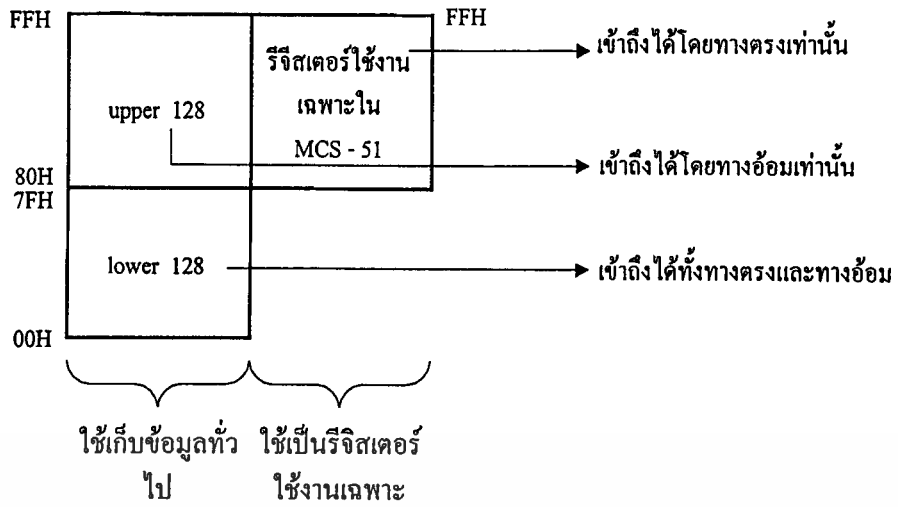 FFH
FFH
รีจีสเตอร์ใช้งาน
เฉพาะใน
MCS - 51
upper 128
เข้าถึงได้โดยทางตรงเท่านั้น
เข้าถึงได้โดยทางอ้อมเท่านั้น
80H
7FH
lower 128
เข้าถึงได้ทั้งทางตรงและทางอ้อม
00H
ใช้เก็บข้อมูลทั่ว
ไป
ใช้เป็นรีจิสเตอร์
ใช้งานเฉพาะ